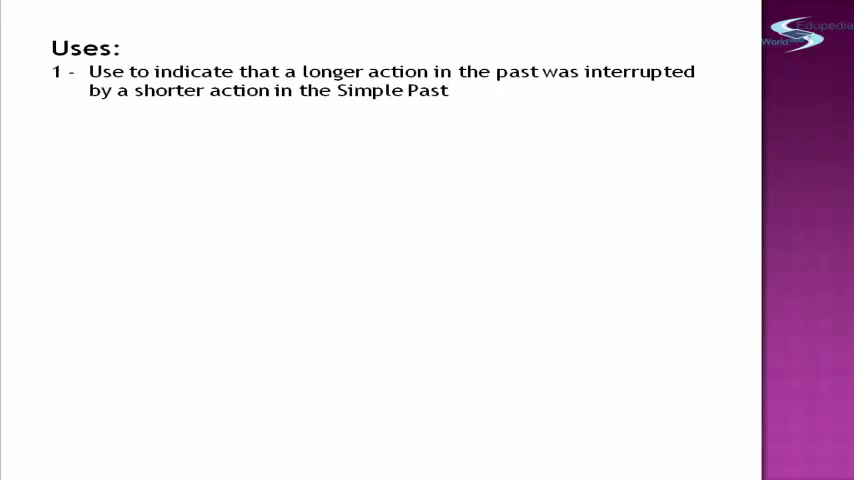 Edupedia
World
Uses:
1 - Use to indicate that a longer action in the past was interrupted
by a shorter action in the Simple Past